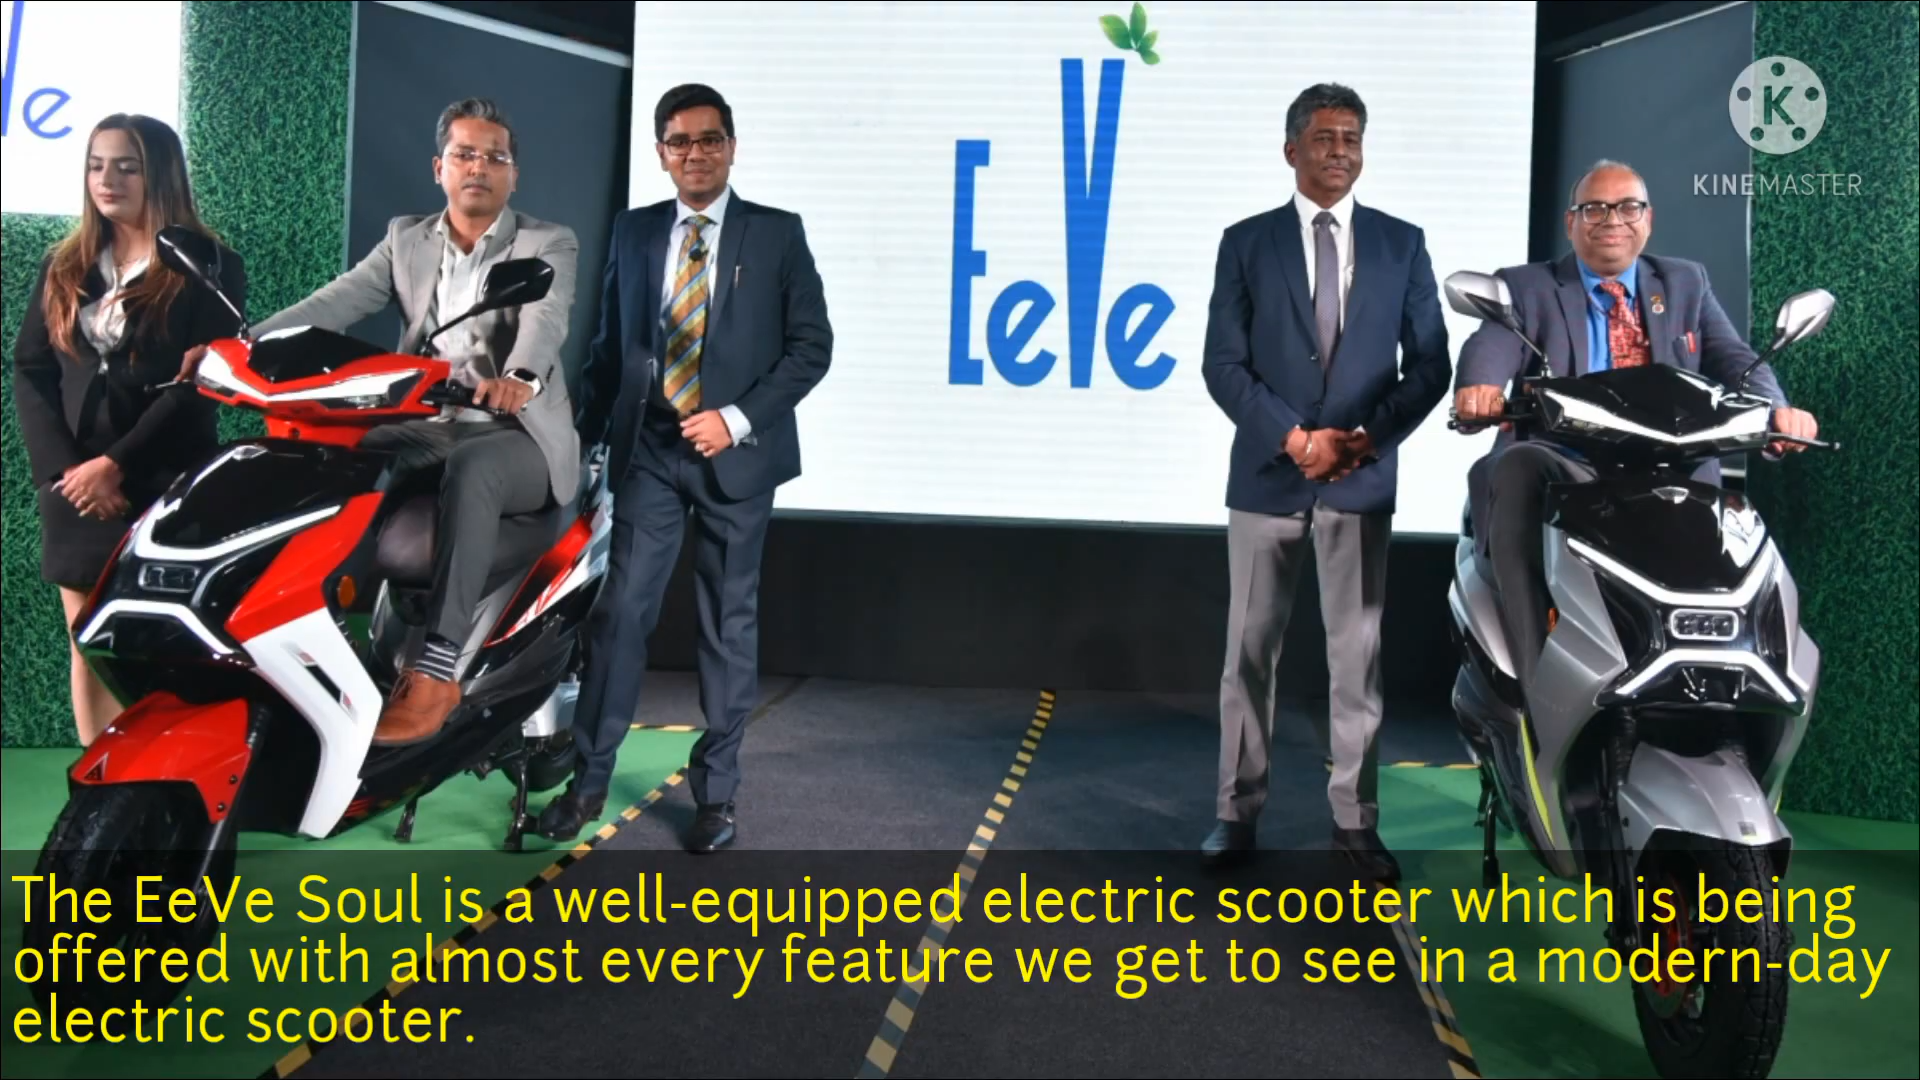 Ve
EeVe
K
KINEMASTER
The EeVe Soul is a well-equipped electric scooter which is being
offered with almost every feature we get to see in a modern-day
electric scooter.